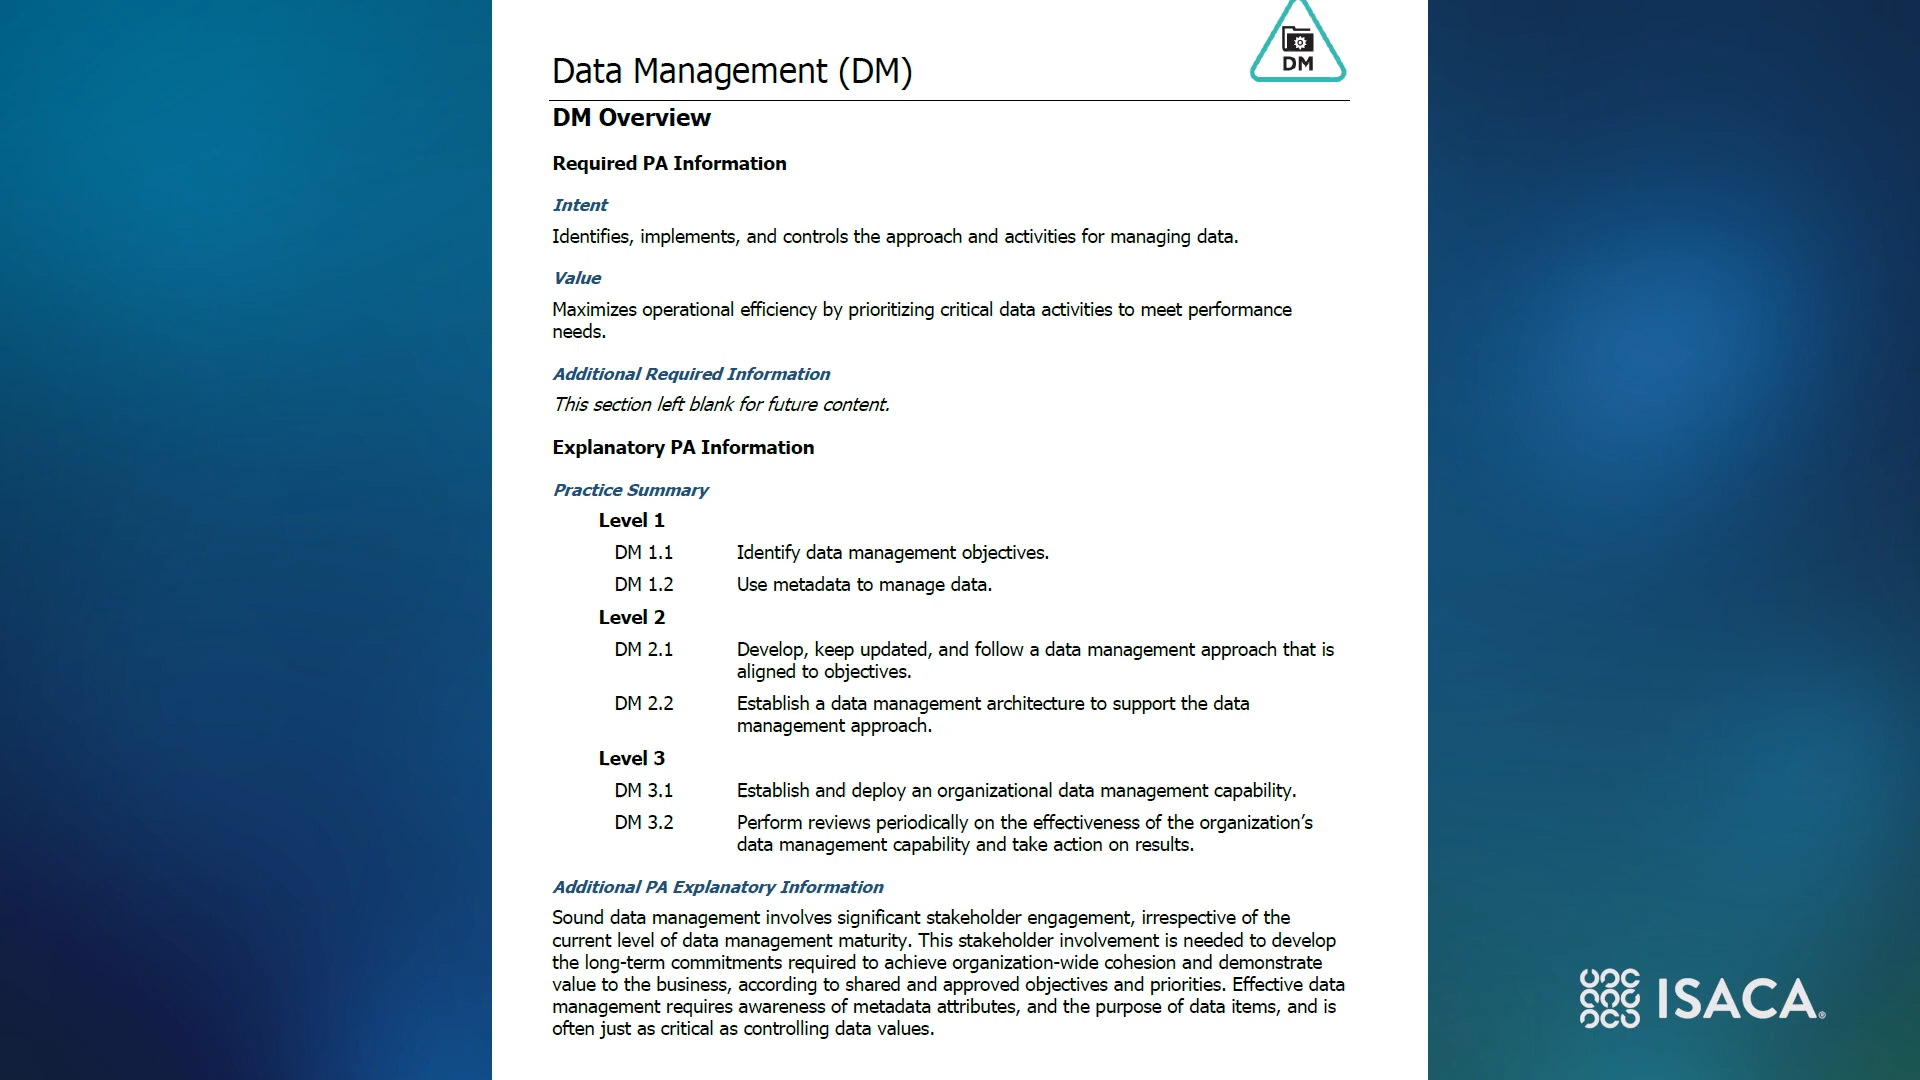 DM
Data Management (DM)
DM Overview
Required PA Information
Intent
Identifies, implements, and controls the approach and activities for managing data.
Value
Maximizes operational efficiency by prioritizing critical data activities to meet performance
needs.
Additional Required Information
This section left blank for future content.
Explanatory PA Information
Practice Summary
Level 1
DM 1.1 Identify data management objectives.
DM 1.2 Use metadata to manage data.
Level 2
DM 2.1 Develop, keep updated, and follow a data management approach that is
aligned to objectives.
DM 2.2 Establish a data management architecture to support the data
management approach.
Level 3
DM 3.1 Establish and deploy an organizational data management capability.
DM 3.2 Perform reviews periodically on the effectiveness of the organization’s
data management capability and take action on results.
Additional PA Explanatory Information
Sound data management involves significant stakeholder engagement, irrespective of the
current level of data management maturity. This stakeholder involvement is needed to develop
the long-term commitments required to achieve organization-wide cohesion and demonstrate
value to the business, according to shared and approved objectives and priorities. Effective data
management requires awareness of metadata attributes, and the purpose of data items, and is
often just as critical as controlling data values.
ISACA®